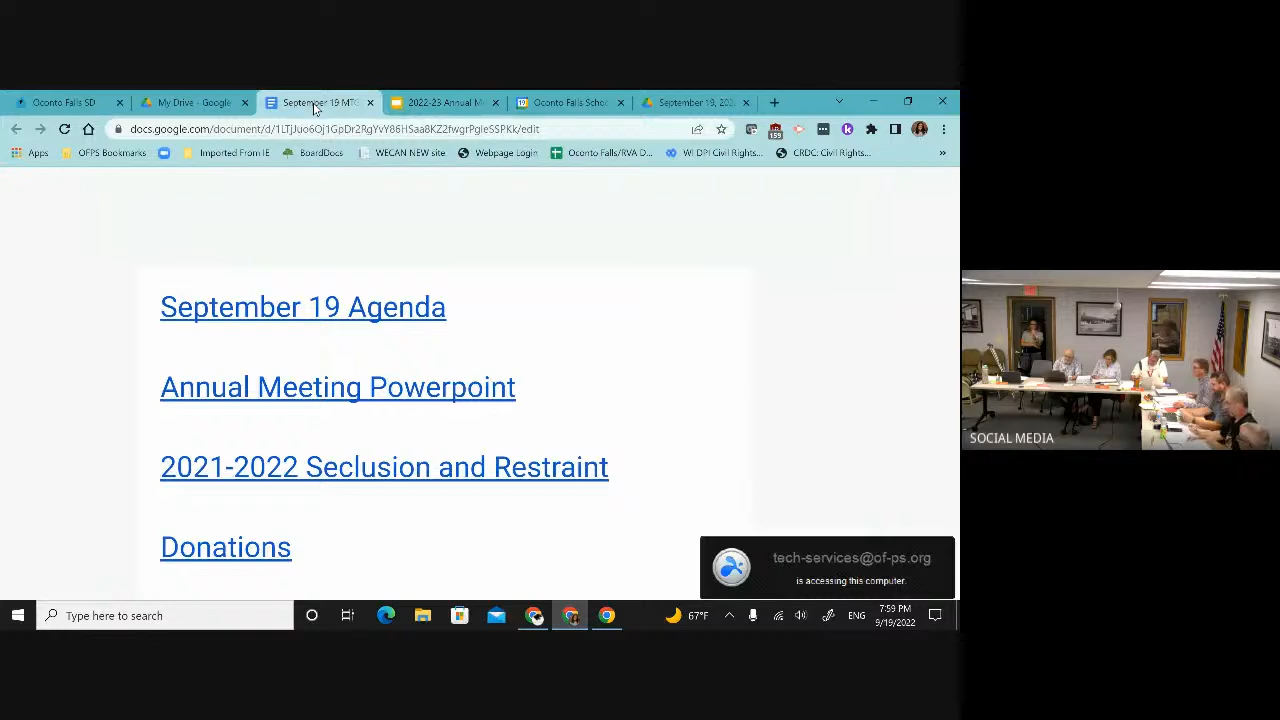 Oconto Falls SD
My Drive - Google
September 19 MTG
2022-23 Annual M
Oconto Falls Schoo
September 19, 202
docs.google.com/document/d/
Apps
OFPS Bookmarks
Imported From IE
BoardDocs
WECAN NEW site
Webpage Login
Oconto Falls/RVA D...
WI DPI Civil Rights...
CRDC: Civil Rights...
»
159
September 19 Agenda
Annual Meeting Powerpoint
2021-2022 Seclusion and Restraint
Donations
SOCIAL MEDIA
tech-services@of-ps.org
is accessing this computer.
Type here to search
67°F
ENG
7:59 PM
9/19/2022